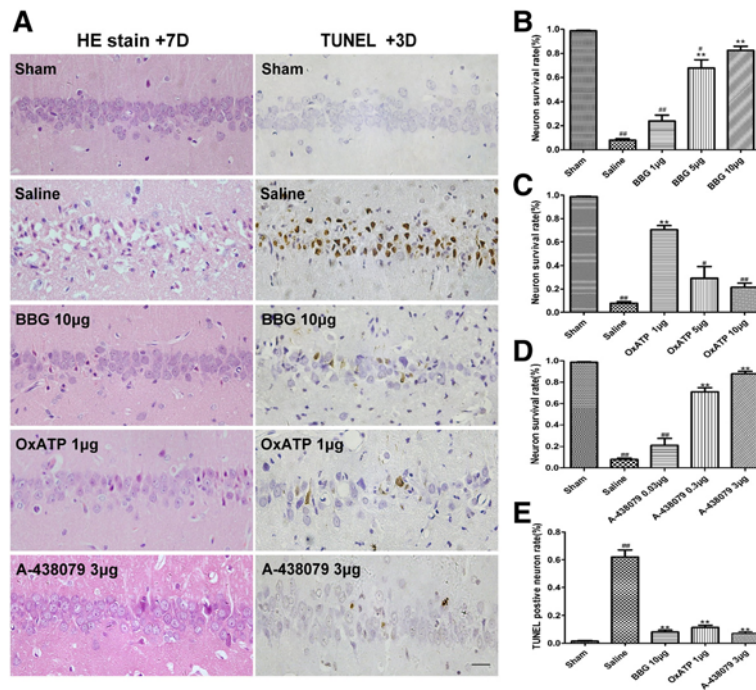 A
HE stain +7D
TUNEL +3D
Sham
Sham
Saline
Saline
BBG 10μg
BBG 10μg
OxATP 1μg
OxATP 1μg
A-438079 3μg
A-438079 3μg
B
Neuron survival rate(%)
1.0
0.8
0.6
0.4
0.2
0.0
##
##
#
**
**
Sham
Saline
BBG 1μg
BBG 5μg
BBG 10μg
C
Neuron survival rate(%)
1.0
0.8
0.6
0.4
0.2
0.0
##
**
#
##
Sham
Saline
OxATP 1μg
OxATP 5μg
OxATP 10μg
D
Neuron survival rate(%)
1.0
0.8
0.6
0.4
0.2
0.0
##
##
**
**
Sham
Saline
A-438079 0.03μg
A-438079 0.3μg
A-438079 3μg
E
TUNEL postive neuron rate(%)
0.8
0.6
0.4
0.2
0.0
##
**
**
**
Sham
Saline
BBG 10μg
OxATP 1μg
A-438079 3μg